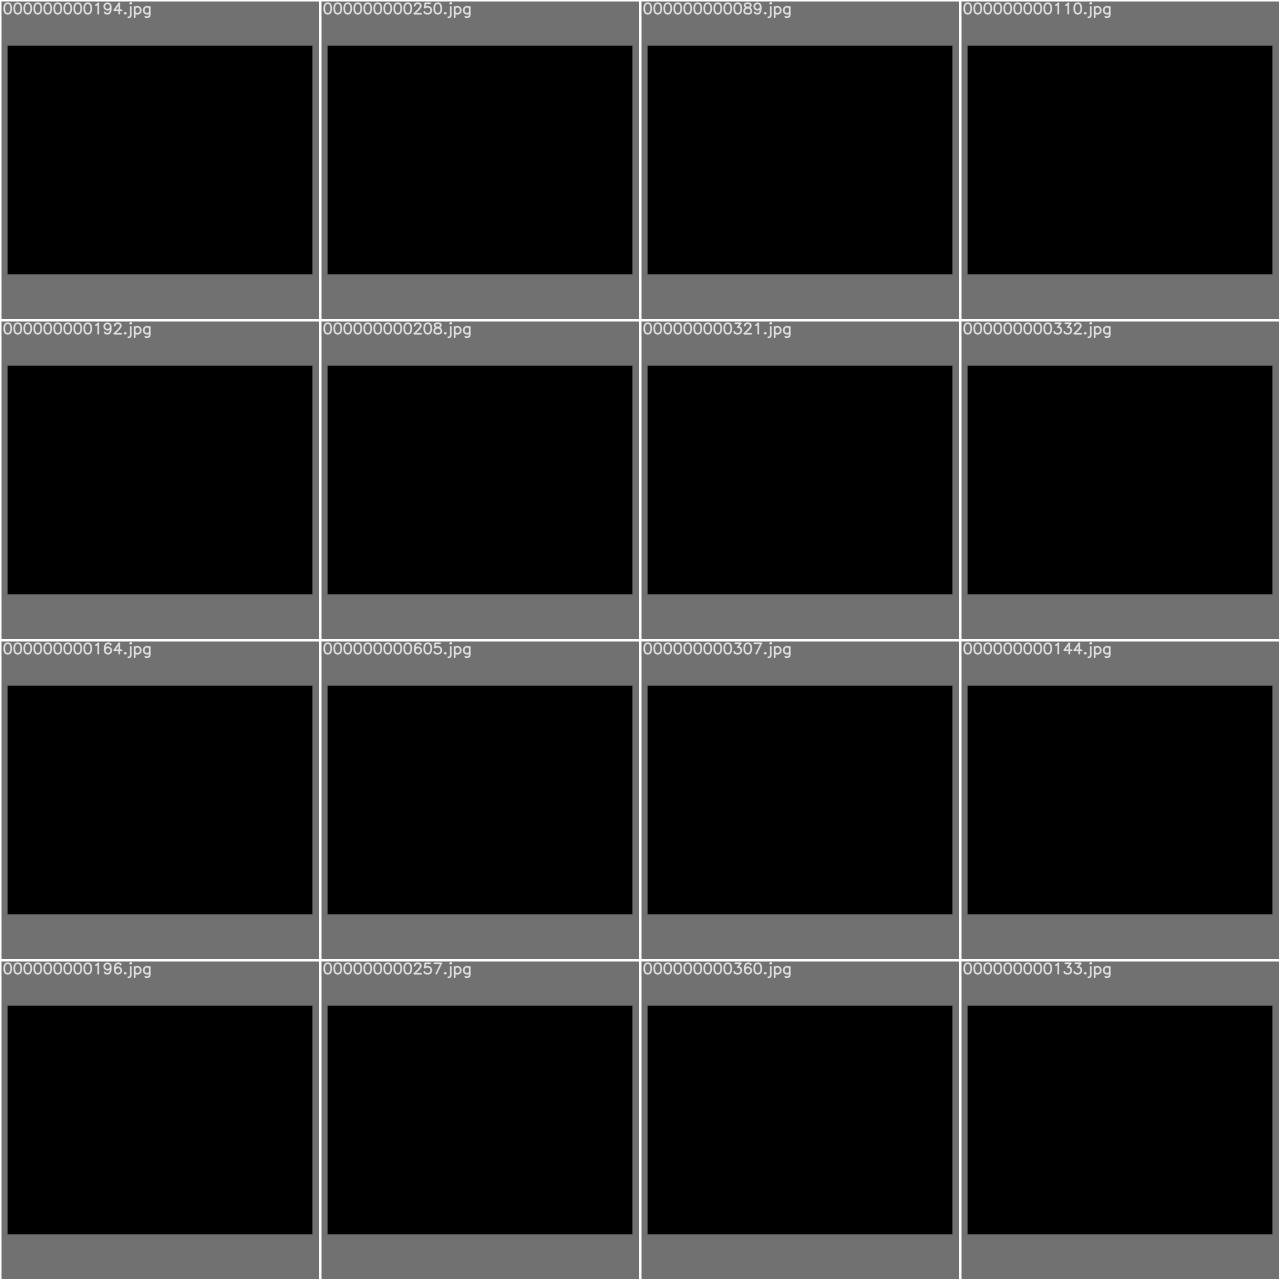 000000000194.jpg
000000000250.jpg
000000000089.jpg
000000000110.jpg
000000000192.jpg
000000000208.jpg
000000000321.jpg
000000000332.jpg
000000000164.jpg
000000000605.jpg
000000000307.jpg
000000000144.jpg
000000000196.jpg
000000000257.jpg
000000000360.jpg
000000000133.jpg